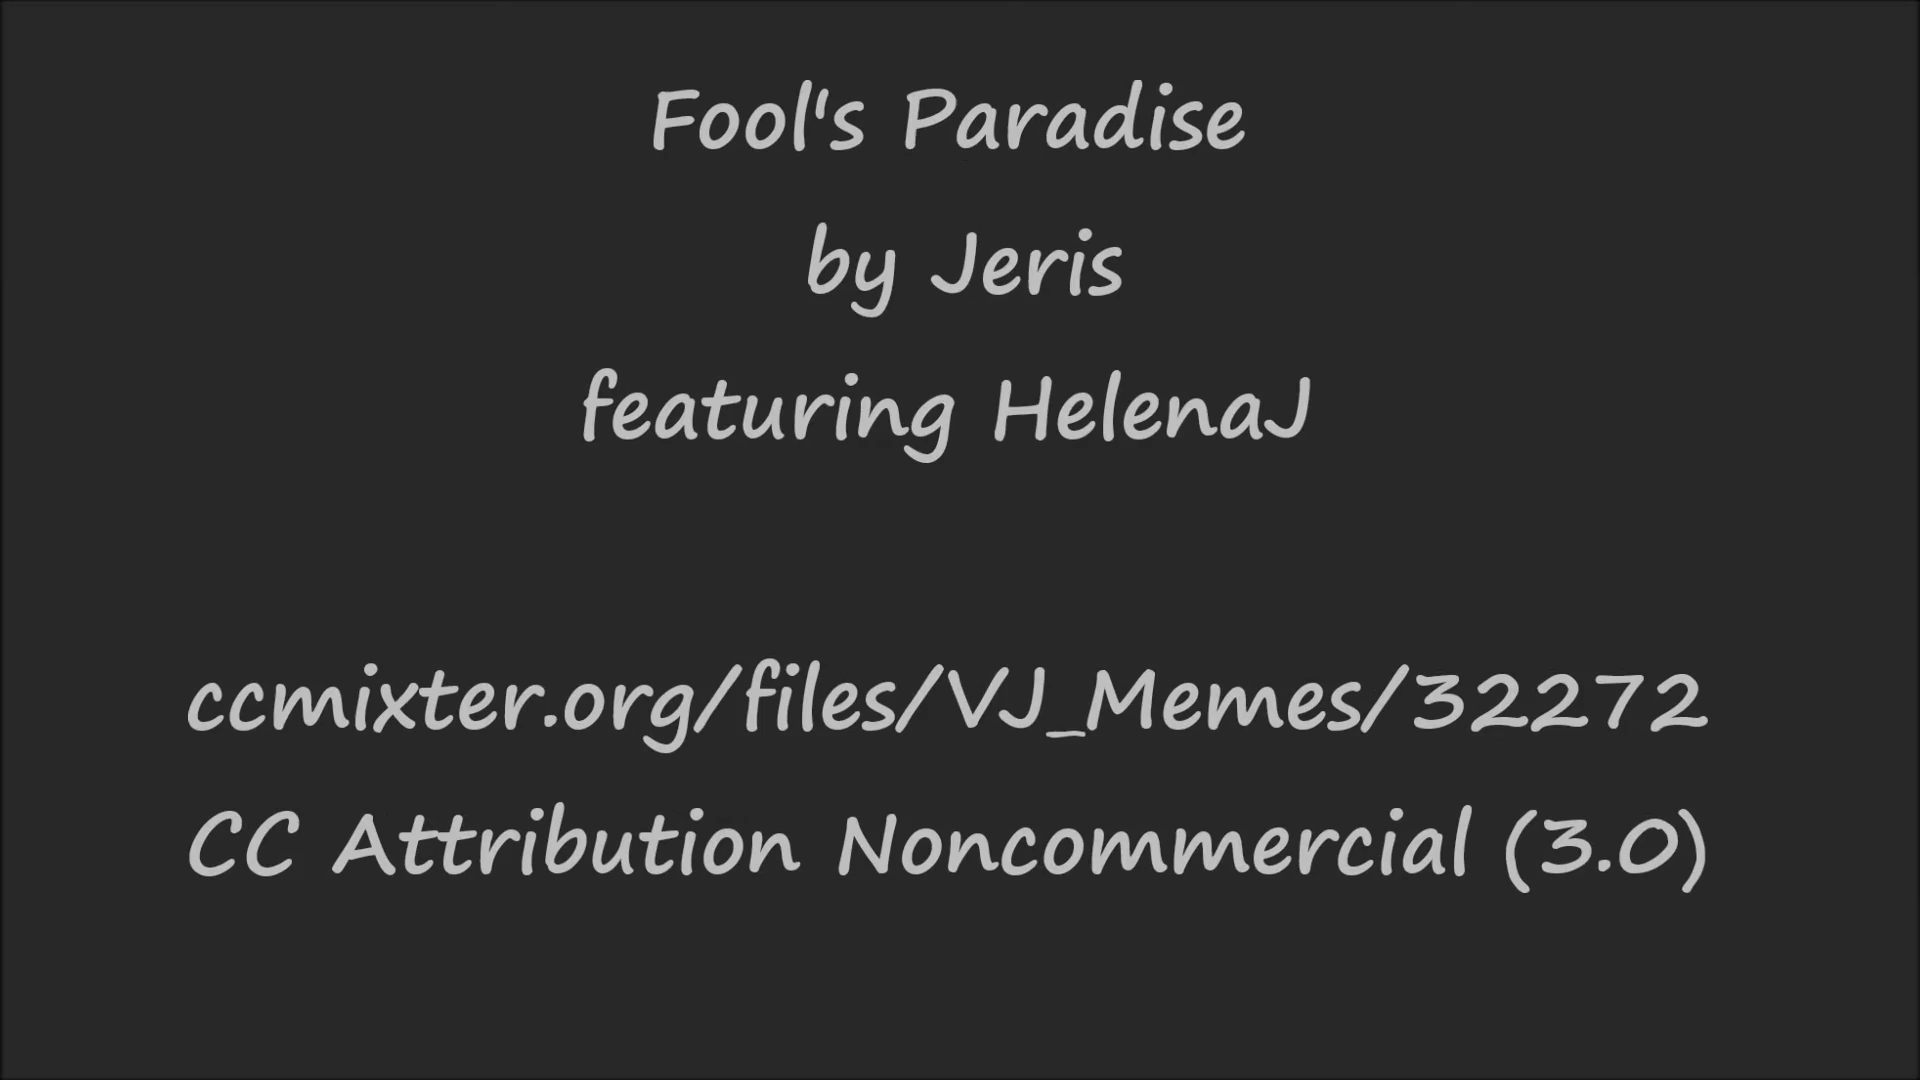 Fool's Paradise
by Jeris
featuring HelenaJ
ccmixter.org/files/VJ_Memes/32272
CC Attribution Noncommercial (3.0)